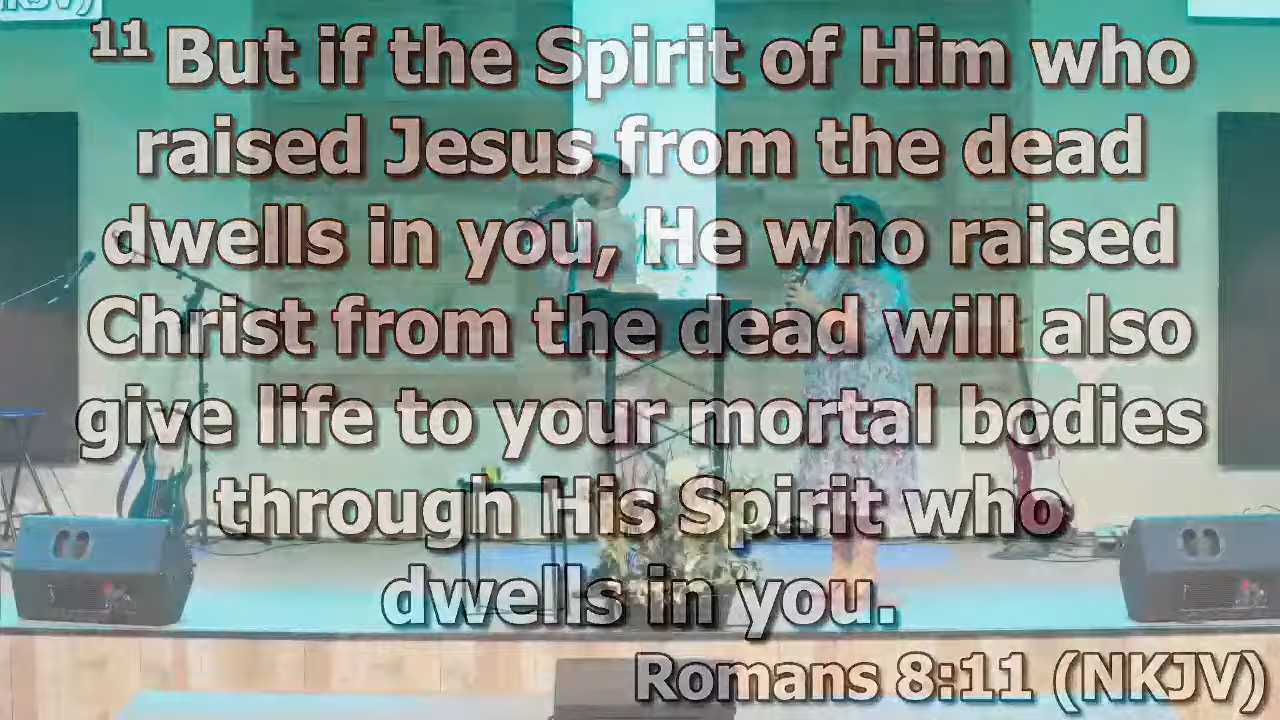 KJV)
11 But if the Spirit of Him who
raised Jesus from the dead
dwells in you, He who raised
Christ from the dead will also
give life to your mortal bodies
through His Spirit who
dwells in you.
Romans 8:11 (NKJV)